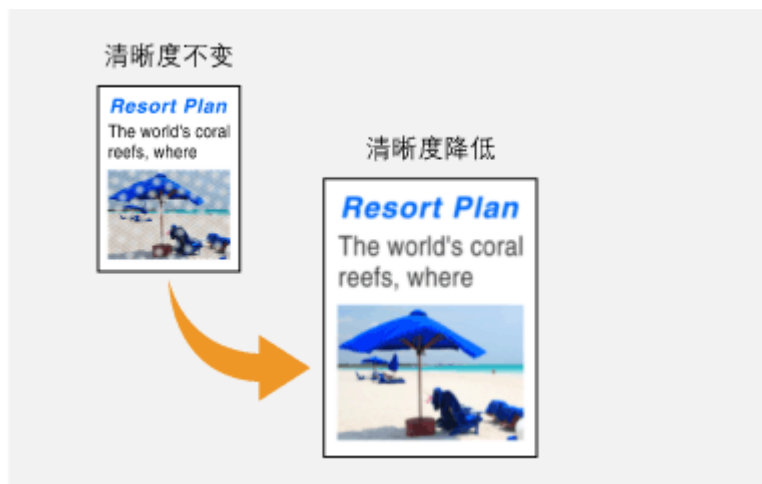 清晰度不变
Resort Plan
The world's coral
reefs, where
清晰度降低
Resort Plan
The world's coral
reefs, where